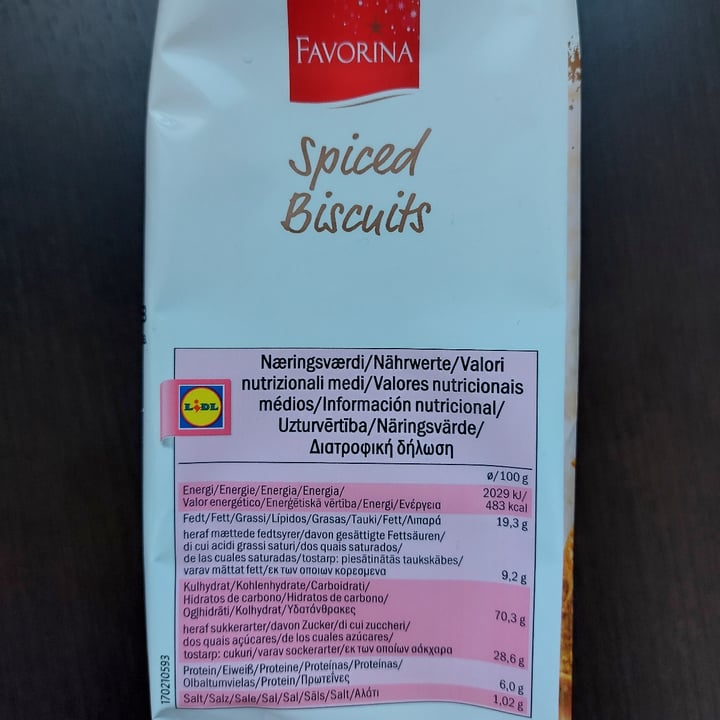 FAVORINA
Spiced
Biscuits
Næringsværdi/Nährwerte/Valori
nutrizionali medi/Valores nutricionais
médios/Información nutricional/
Uzturvērtība/Näringsvärde/
Διατροφική δήλωση
LIDL
ø/100 g
Energi/Energie/Energia/Energía/
Valor energético/Enerģētiskā vērtība/Energi/Ενέργεια
2029 kJ/
483 kcal
Fedt/Fett/Grassi/Lípidos/Grasas/Tauki/Fett/Λιπαρά
19,3 g
heraf mættede fedtsyrer/davon gesättigte Fettsäuren/
di cui acidi grassi saturi/dos quais saturados/
de las cuales saturadas/tostarp: piesātinātās taukskābes/
varav mättat fett/εκ των οποίων κορεσμένα
9,2 g
Kulhydrat/Kohlenhydrate/Carboidrati/
Hidratos de carbono/Hidratos de carbono/
Ogļhidrāti/Kolhydrat/Υδατάνθρακες
70,3 g
heraf sukkerarter/davon Zucker/di cui zuccheri/
dos quais açúcares/de los cuales azúcares/
tostarp: cukuri/varav sockerarter/εκ των οποίων σάκχαρα
28,6 g
Protein/Eiweiß/Proteine/Proteínas/Proteínas/
Olbaltumvielas/Protein/Πρωτεΐνες
6,0 g
Salt/Salz/Sale/Sal/Sal/Sāls/Salt/Αλάτι
1,02 g
170210593